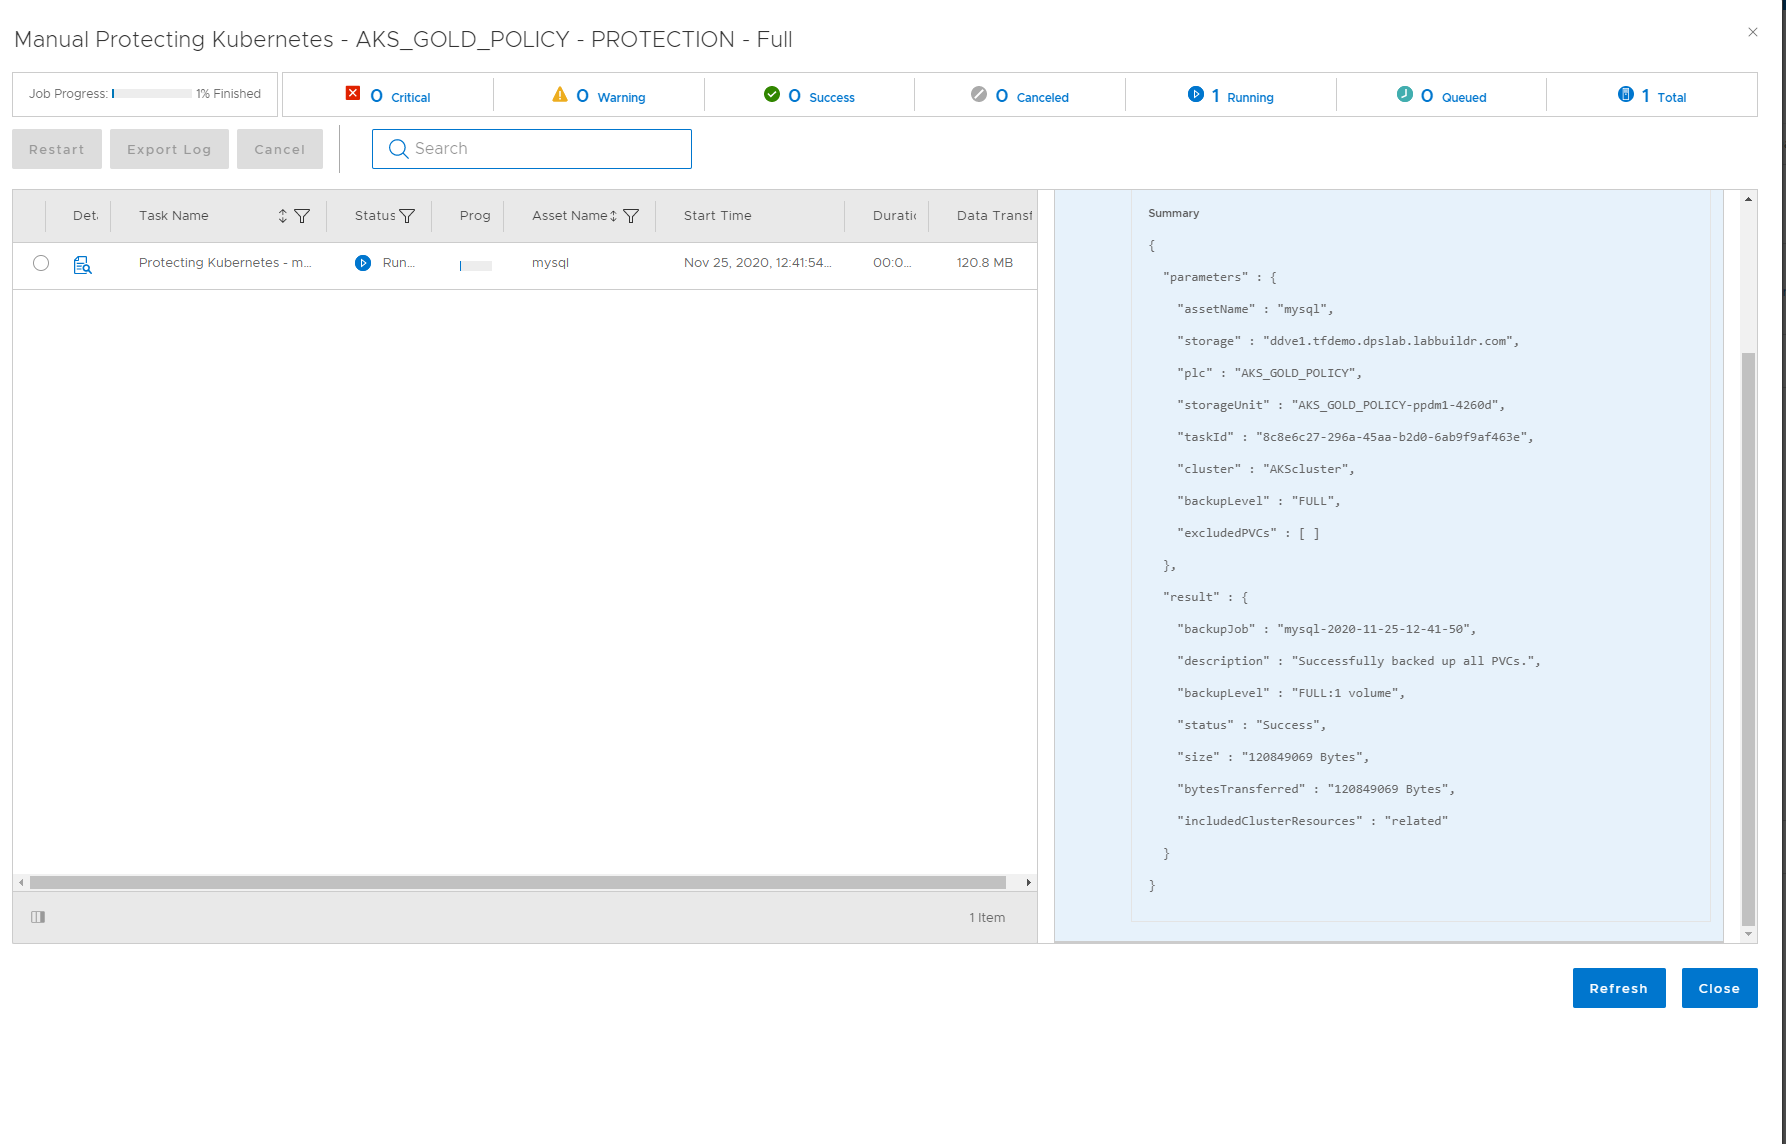 Manual Protecting Kubernetes - AKS_GOLD_POLICY - PROTECTION - Full
Job Progress: 1% Finished
0 Critical
0 Warning
0 Success
0 Canceled
1 Running
0 Queued
1 Total
Restart
Export Log
Cancel
Search
Task Name
Status
Prog
Asset Name
Start Time
Data Transf
Protecting Kubernetes - m...
Run...
mysql
Nov 25, 2020, 12:41:54...
00:0...
120.8 MB
1 Item
Summary
{
"parameters" : {
"assetName" : "mysql",
"storage" : "ddve1.tfdemo.dpslab.labbuildr.com",
"plc" : "AKS_GOLD_POLICY",
"storageUnit" : "AKS_GOLD_POLICY-ppdm1-4260d",
"taskId" : "8c8e6c27-296a-45aa-b2d0-6ab9f9af463e",
"cluster" : "AKScluster",
"backupLevel" : "FULL",
"excludedPVCs" : [ ]
},
"result" : {
"backupJob" : "mysql-2020-11-25-12-41-50",
"description" : "Successfully backed up all PVCs.",
"backupLevel" : "FULL:1 volume",
"status" : "Success",
"size" : "120849069 Bytes",
"bytesTransferred" : "120849069 Bytes",
"includedClusterResources" : "related"
}
}
Refresh
Close